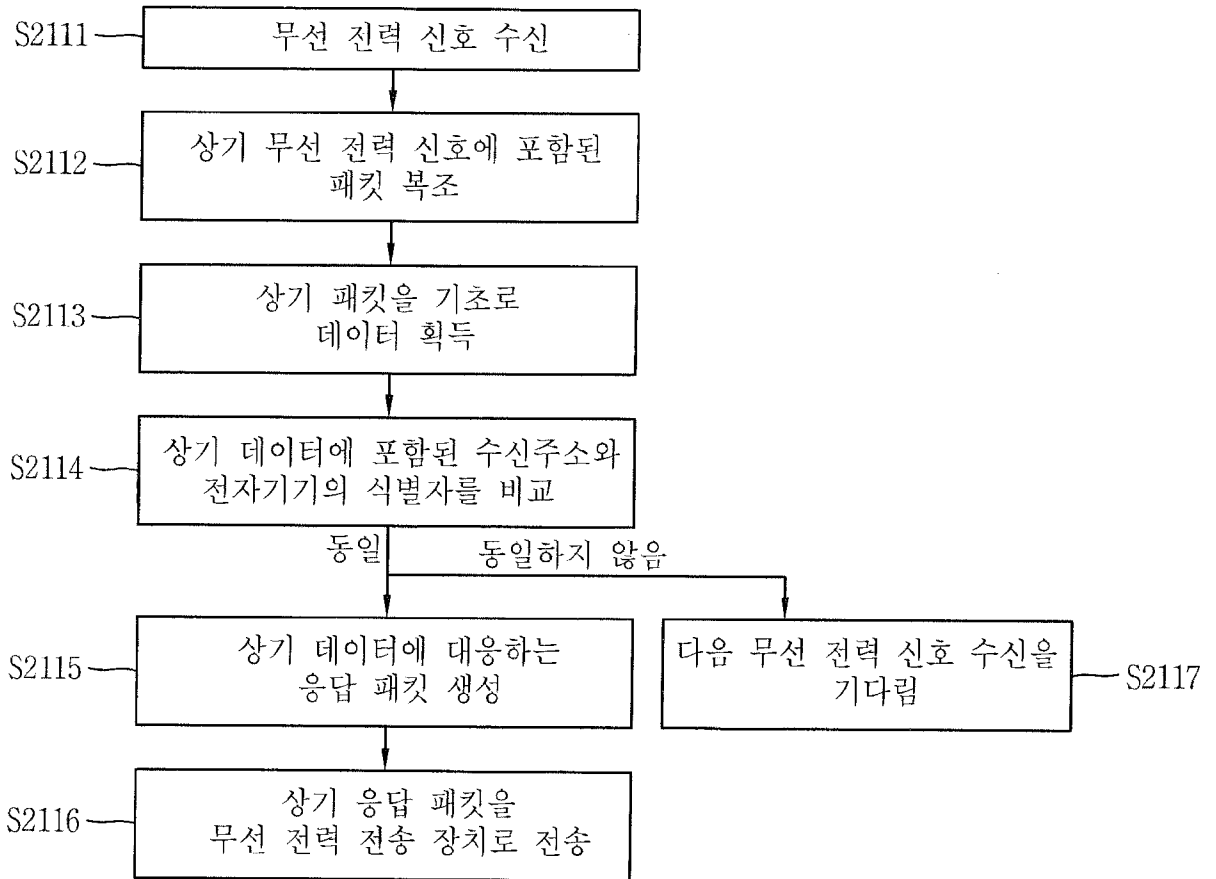 S2111
무선 전력 신호 수신
S2112
상기 무선 전력 신호에 포함된
패킷 복조
S2113
상기 패킷을 기초로
데이터 획득
S2114
상기 데이터에 포함된 수신주소와
전자기기의 식별자를 비교
동일
동일하지 않음
S2115
상기 데이터에 대응하는
응답 패킷 생성
다음 무선 전력 신호 수신을
기다림
S2117
S2116
상기 응답 패킷을
무선 전력 전송 장치로 전송